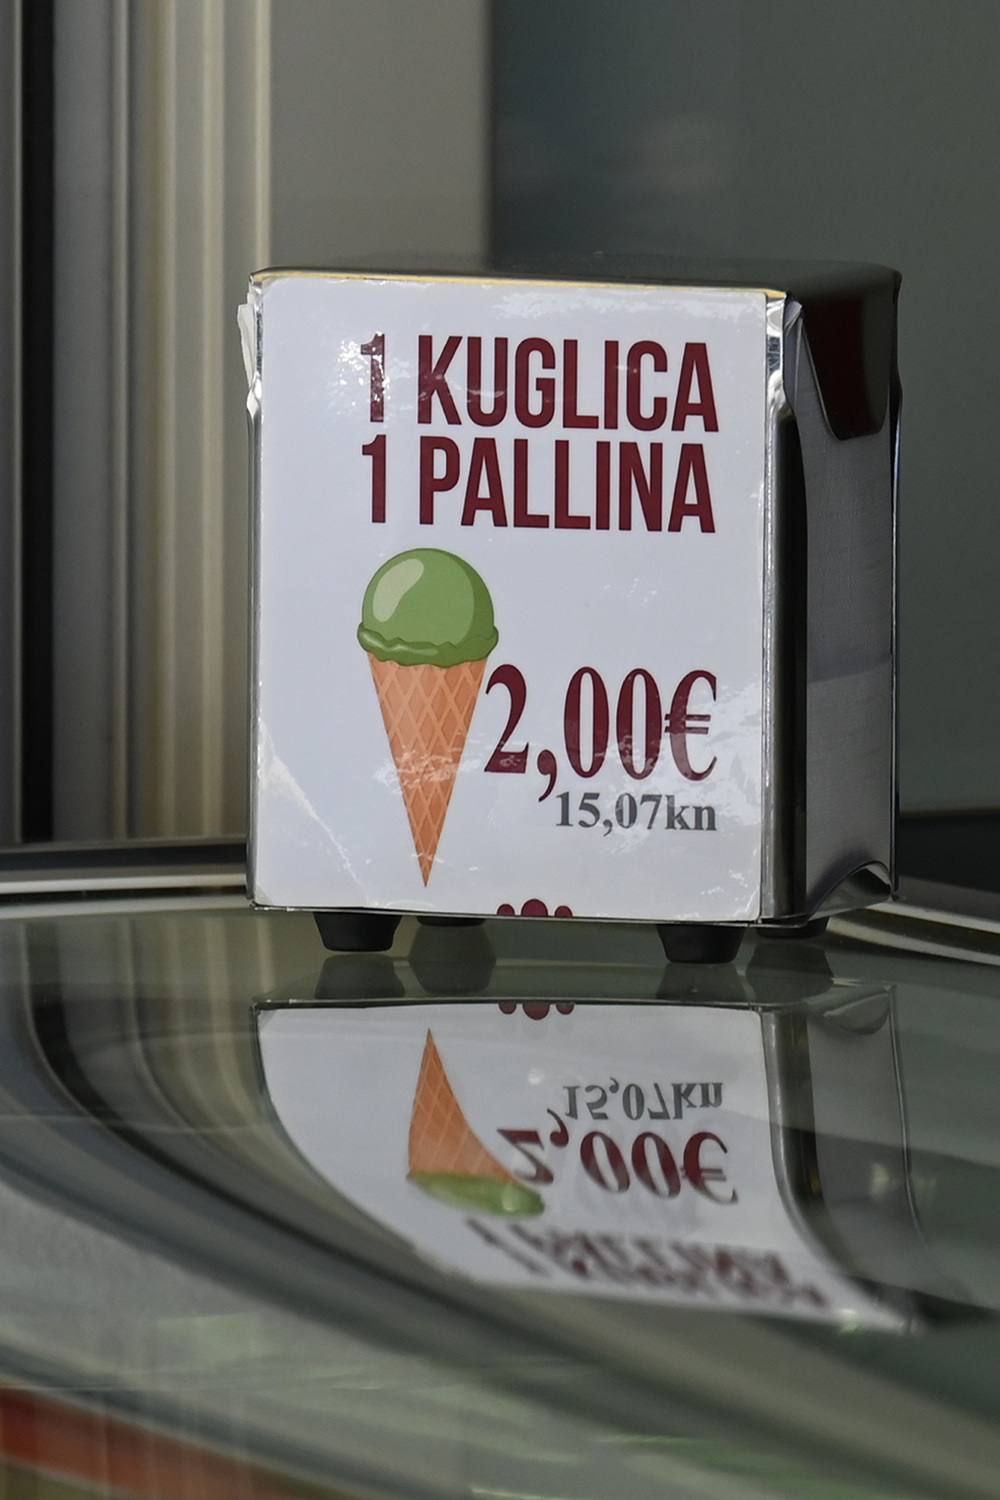 1 KUGLICA
1 PALLINA
2,00€
15,07kn